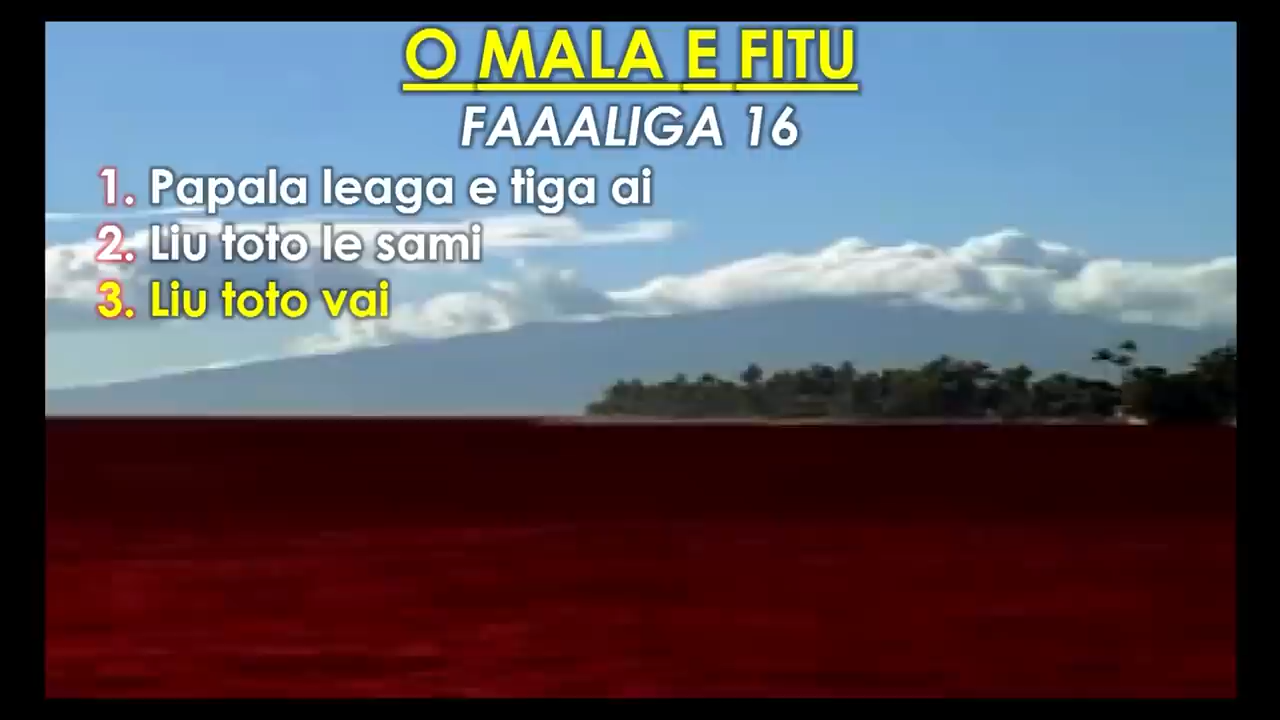 O MALA E FITU
FAAALIGA 16
1. Papala leaga e tiga ai
2. Liu toto le sami
3. Liu toto vai